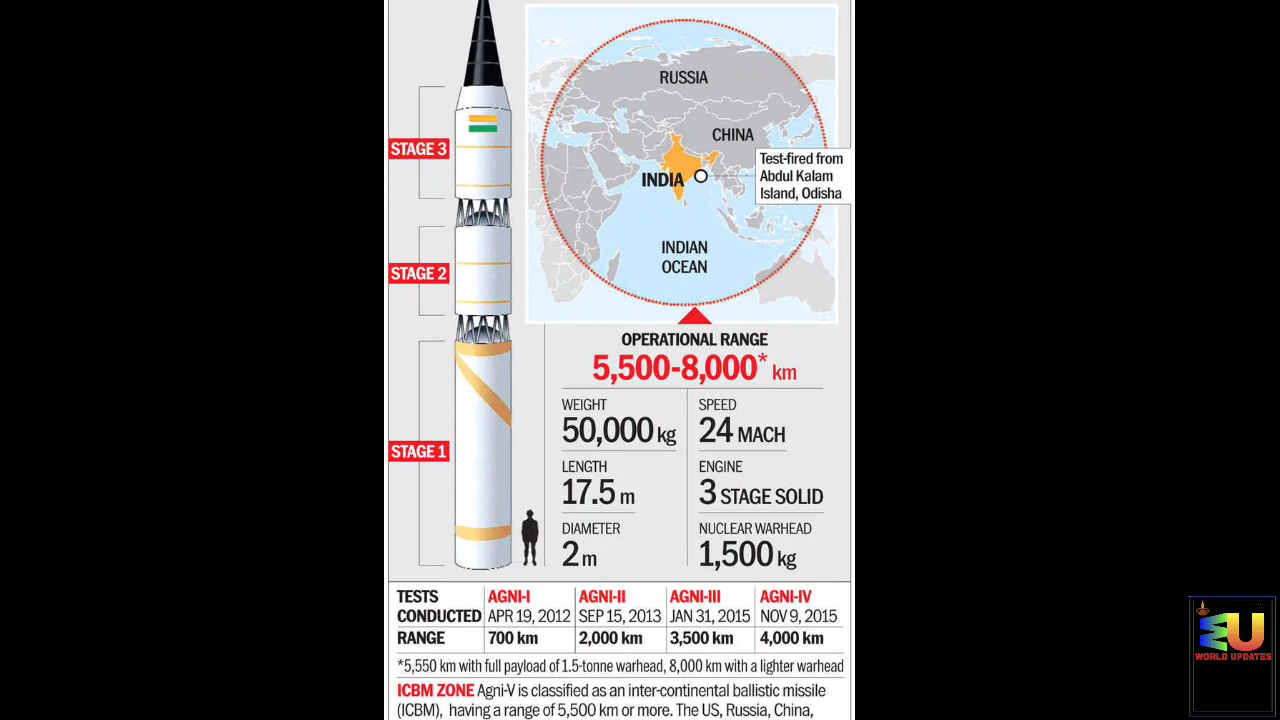 RUSSIA
CHINA
Test-fired from
Abdul Kalam
Island, Odisha
INDIA
INDIAN
OCEAN
STAGE 3
STAGE 2
STAGE 1
OPERATIONAL RANGE
5,500-8,000* km
WEIGHT
50,000 kg
SPEED
24 MACH
LENGTH
17.5 m
ENGINE
3 STAGE SOLID
DIAMETER
2 m
NUCLEAR WARHEAD
1,500 kg
TESTS CONDUCTED
AGNI-I AGNI-II AGNI-III AGNI-IV
APR 19, 2012 SEP 15, 2013 JAN 31, 2015 NOV 9, 2015
RANGE 700 km 2,000 km 3,500 km 4,000 km
*5,550 km with full payload of 1.5-tonne warhead, 8,000 km with a lighter warhead
ICBM ZONE Agni-V is classified as an inter-continental ballistic missile
(ICBM), having a range of 5,500 km or more. The US, Russia, China,
WU
WORLD UPDATES